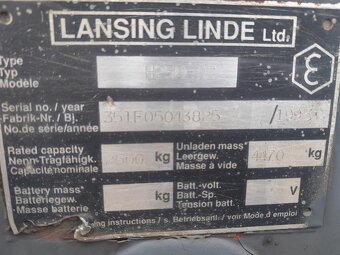 LANSING LINDE Ltd.
Type
Typ
Modèle
Serial no. / year
Fabrik-Nr. / Bj.
No.de série/année
Rated capacity
Nenn-Tragfähigk.
Capacité nominale
kg
Unladen mass*
Leergew.
Masse à vide
4470 kg
Battery mass*
Batteriegew.
Masse batterie
kg
Batt.-volt.
Batt.-Sp.
Tension batt.
V
ing instructions / s. Betriebsanl. / voir Mode d emploi